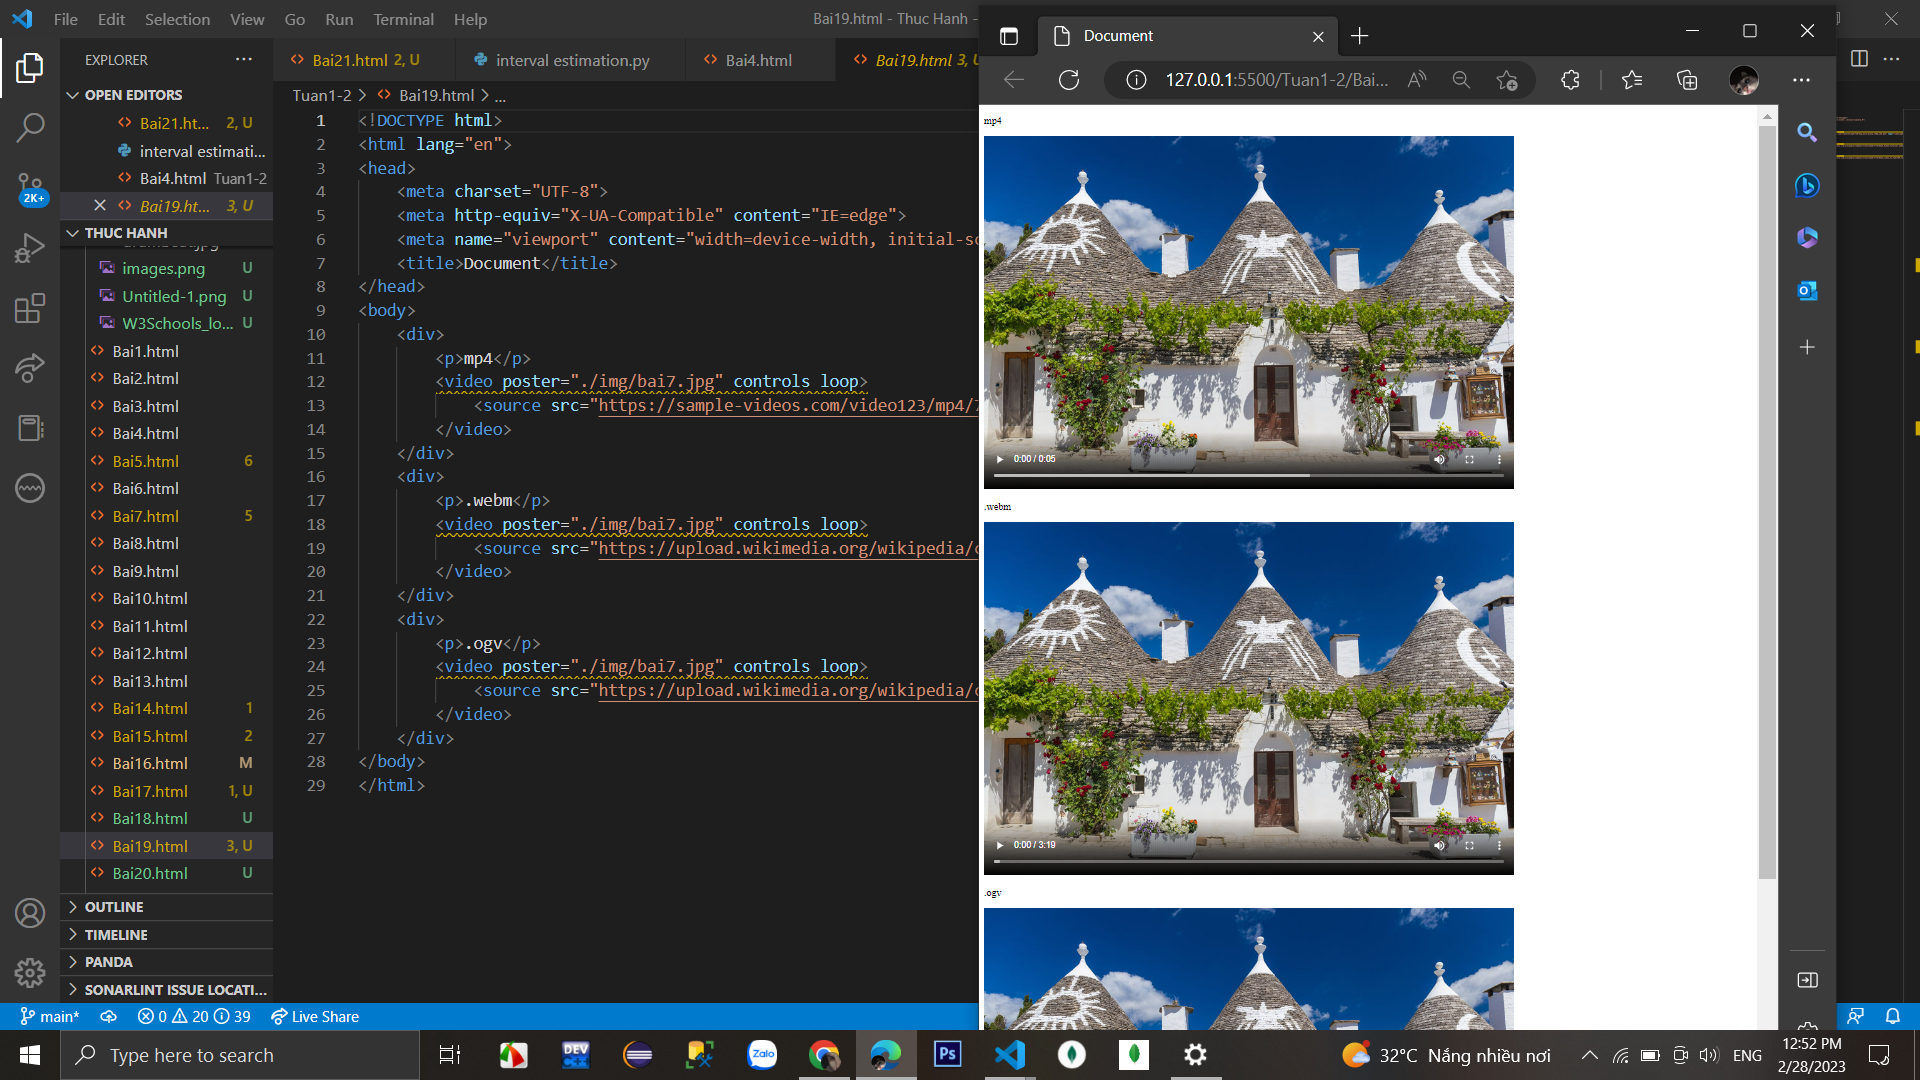 File Edit Selection View Go Run Terminal Help
Bai19.html - Thuc Hanh -
EXPLORER
OPEN EDITORS
Bai21.ht... 2, U
interval estimati...
Bai4.html Tuan1-2
Bai19.ht... 3, U
2K+
THUC HANH
images.png U
Untitled-1.png U
W3Schools_lo... U
Bai1.html
Bai2.html
Bai3.html
Bai4.html
Bai5.html 6
Bai6.html
Bai7.html 5
Bai8.html
Bai9.html
Bai10.html
Bai11.html
Bai12.html
Bai13.html
Bai14.html 1
Bai15.html 2
Bai16.html M
Bai17.html 1, U
Bai18.html U
Bai19.html 3, U
Bai20.html U
OUTLINE
TIMELINE
PANDA
SONARLINT ISSUE LOCATI...
Bai21.html 2, U interval estimation.py Bai4.html Bai19.html 3, U
Tuan1-2 > Bai19.html > ...
1 <!DOCTYPE html>
2 <html lang="en">
3 <head>
4 <meta charset="UTF-8">
5 <meta http-equiv="X-UA-Compatible" content="IE=edge">
6 <meta name="viewport" content="width=device-width, initial-sc
7 <title>Document</title>
8 </head>
9 <body>
10 <div>
11 <p>mp4</p>
12 <video poster="./img/bai7.jpg" controls loop>
13 <source src="https://sample-videos.com/video123/mp4/7
14 </video>
15 </div>
16 <div>
17 <p>.webm</p>
18 <video poster="./img/bai7.jpg" controls loop>
19 <source src="https://upload.wikimedia.org/wikipedia/c
20 </video>
21 </div>
22 <div>
23 <p>.ogv</p>
24 <video poster="./img/bai7.jpg" controls loop>
25 <source src="https://upload.wikimedia.org/wikipedia/c
26 </video>
27 </div>
28 </body>
29 </html>
Document
127.0.0.1:5500/Tuan1-2/Bai...
mp4
0:00 / 0:05
.webm
0:00 / 3:19
.ogv
main* 0 20 39 Live Share
Type here to search
DEV C++
Zalo
Ps
32°C Nắng nhiều nơi
ENG
12:52 PM
2/28/2023